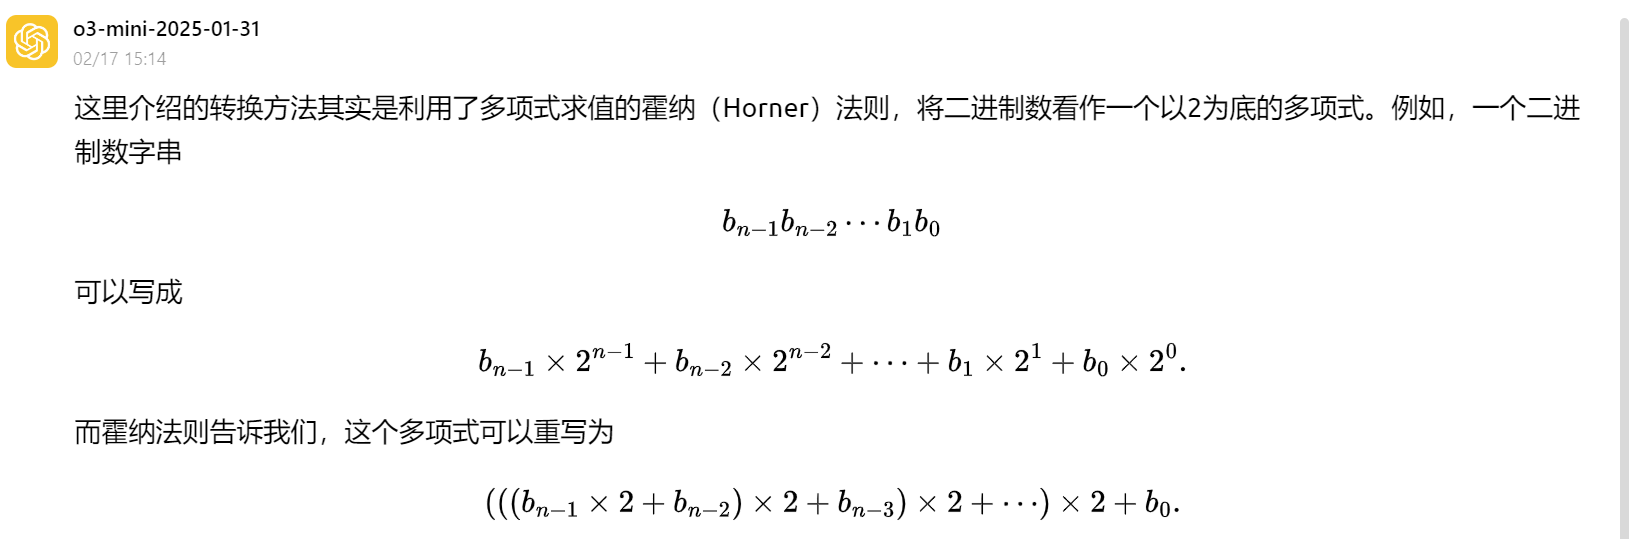 o3-mini-2025-01-31
02/17 15:14
这里介绍的转换方法其实是利用了多项式求值的霍纳（Horner）法则，将二进制数看作一个以2为底的多项式。例如，一个二进
制数字串
$b_{n-1}b_{n-2}\cdots b_1b_0$
可以写成
$b_{n-1} \times 2^{n-1} + b_{n-2} \times 2^{n-2} + \cdots + b_1 \times 2^1 + b_0 \times 2^0.$
而霍纳法则告诉我们，这个多项式可以重写为
$(((b_{n-1} \times 2 + b_{n-2}) \times 2 + b_{n-3}) \times 2 + \cdots) \times 2 + b_0.$